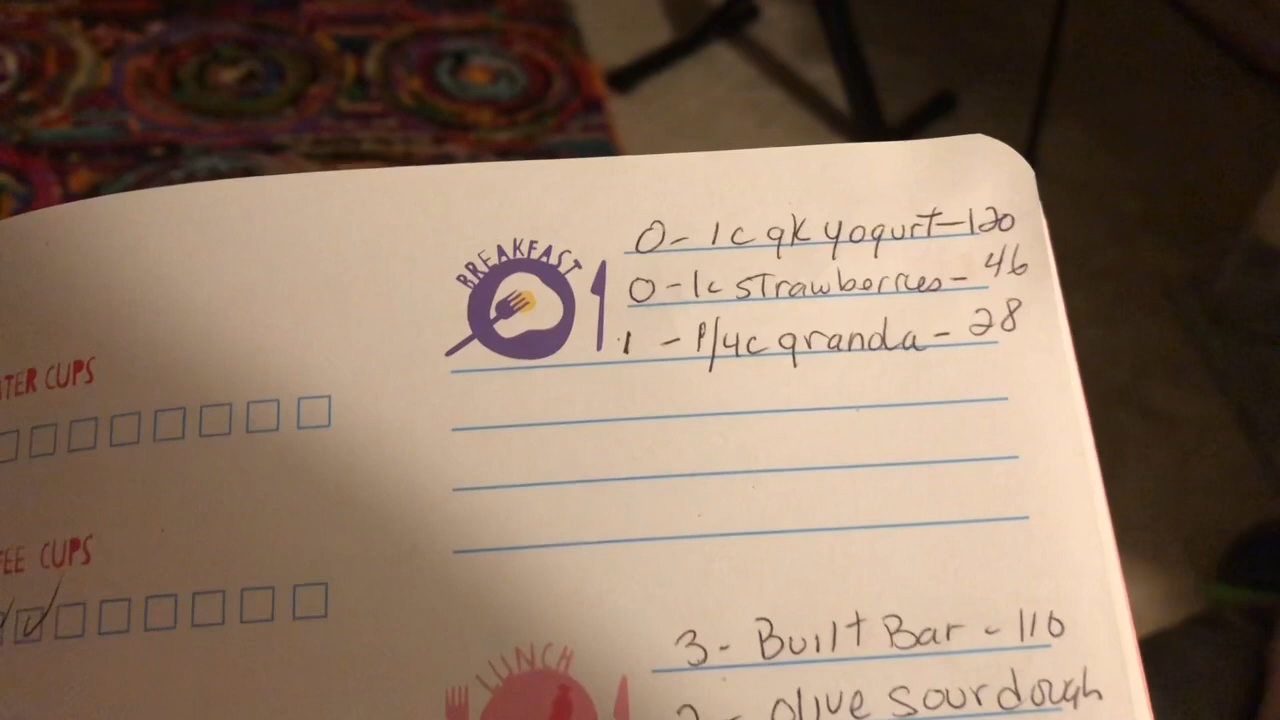 BREAKFAST
0- 1c gk yogurt-120
0-1c strawberries- 46
1 - 1/4c granola - 28
TER CUPS
EE CUPS
3- Built Bar - 110
LUNCH
olive sourdough